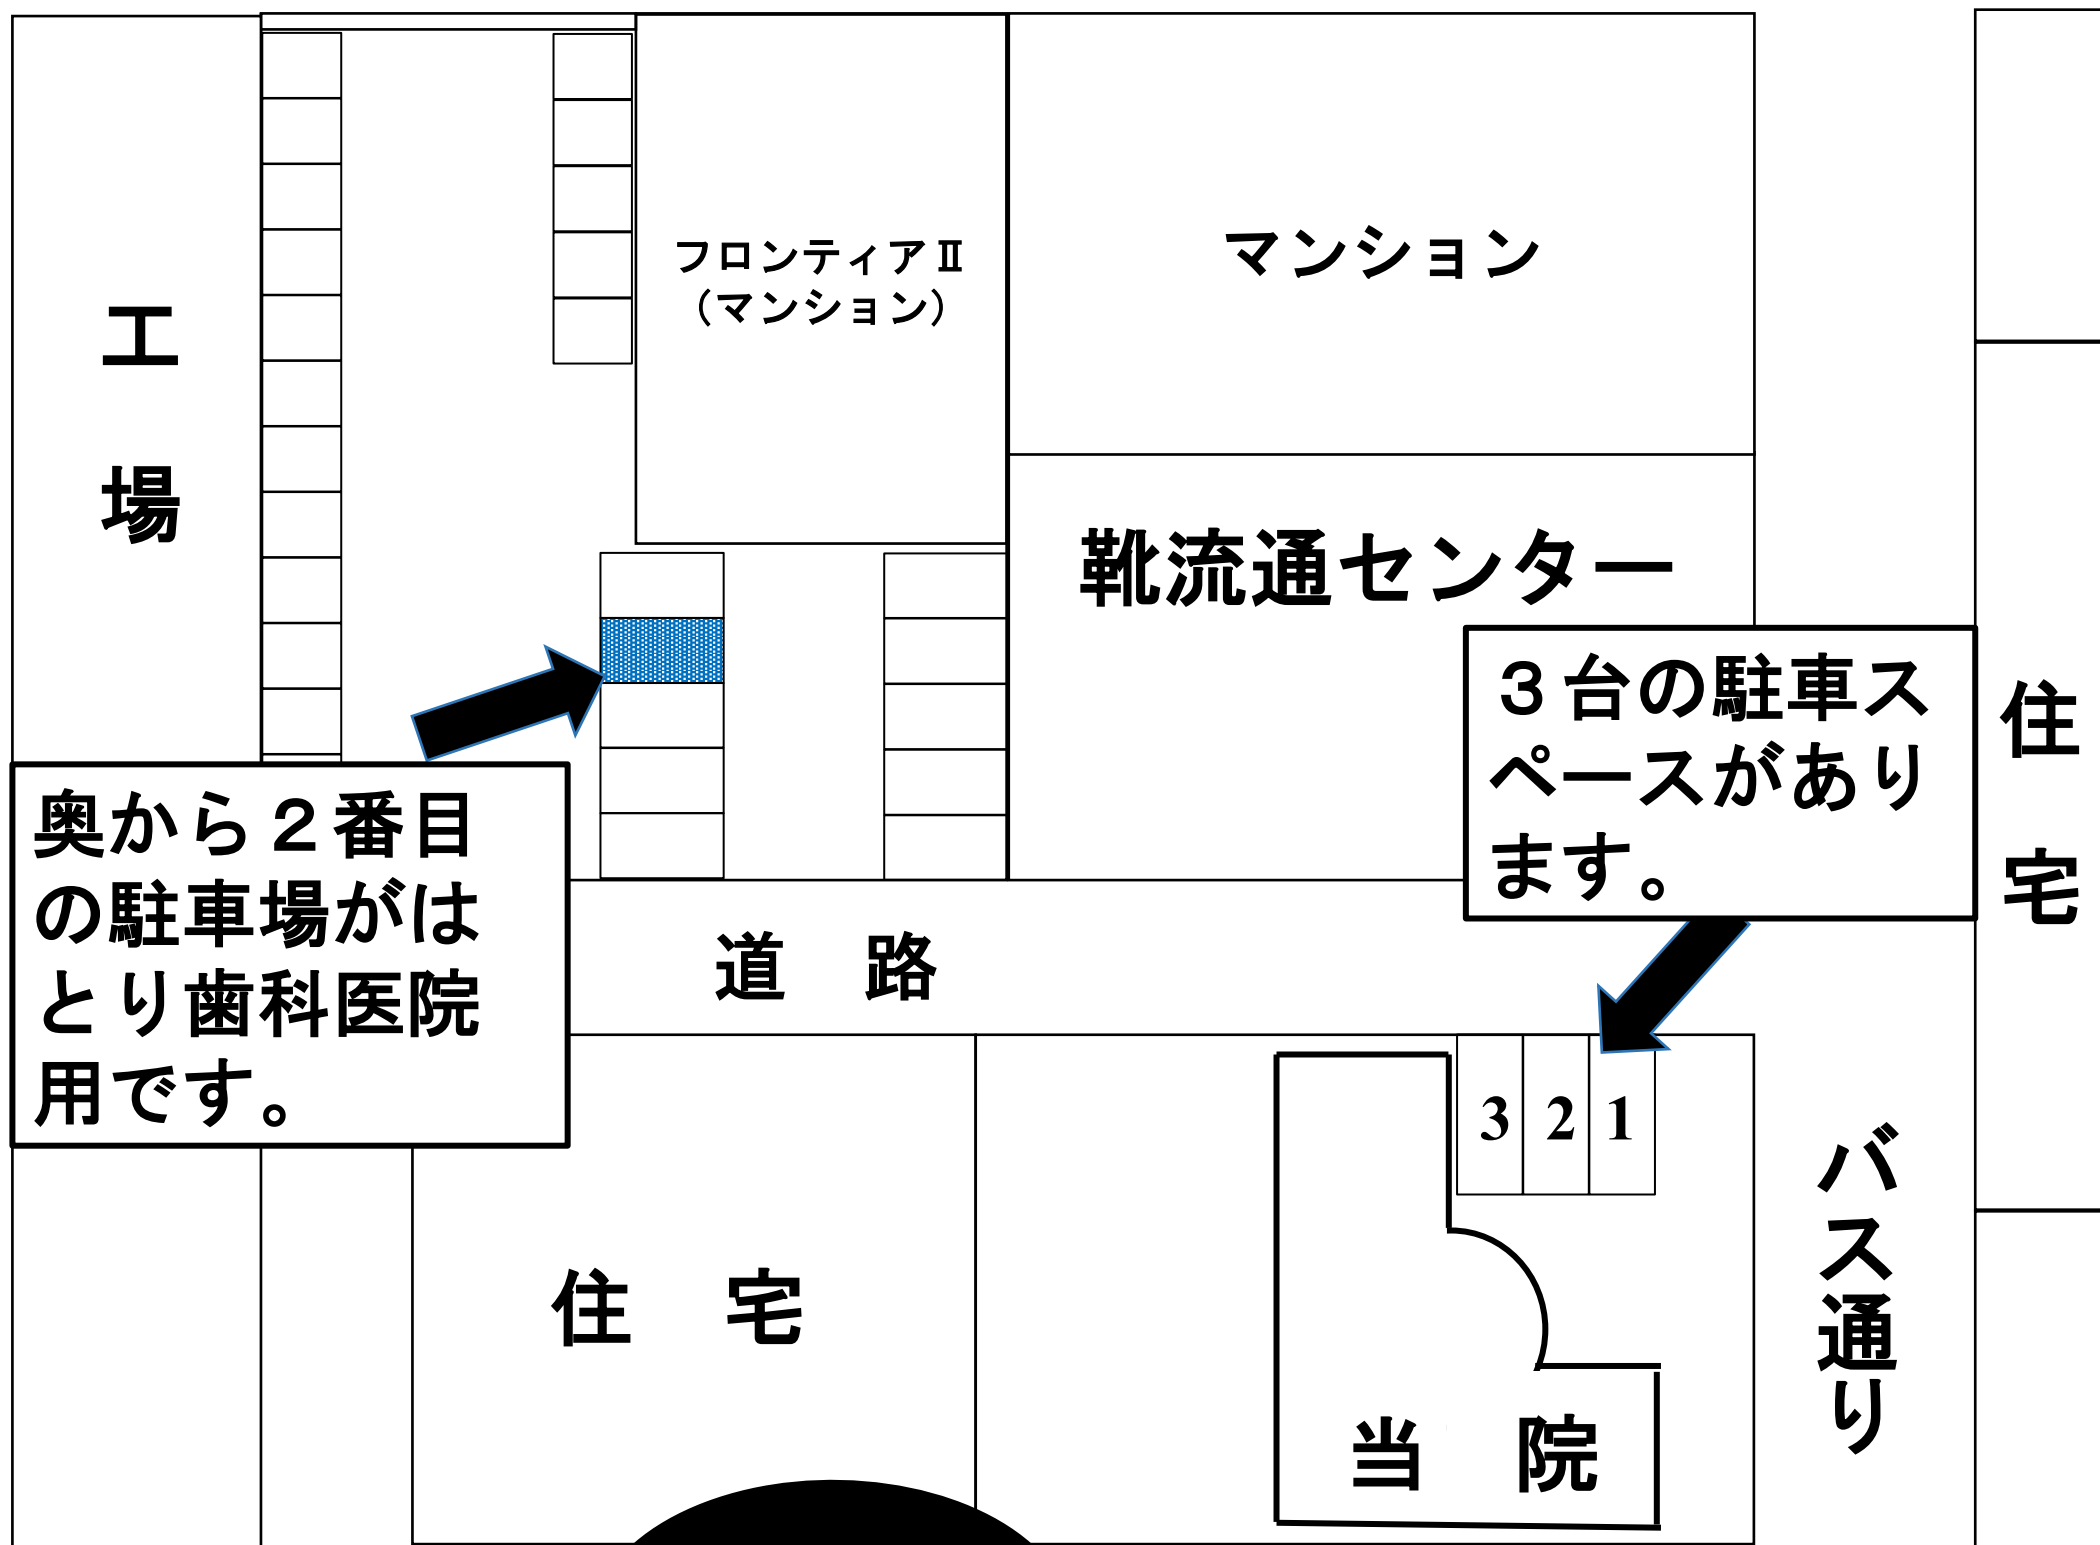 フロンティアⅡ
（マンション）
マンション
工
場
靴流通センター
３台の駐車ス
ペースがあり
ます。
住
宅
奥から２番目
の駐車場がは
とり歯科医院
用です。
道　路
3 2 1
バス通り
住　宅
当　院